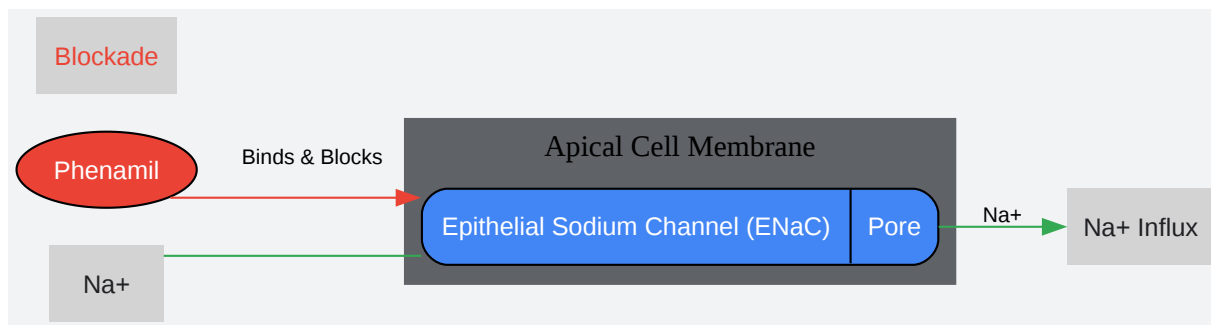 Blockade
Phenamil
Binds & Blocks
Apical Cell Membrane
Epithelial Sodium Channel (ENaC)
Pore
Na+
Na+ Influx
Na+